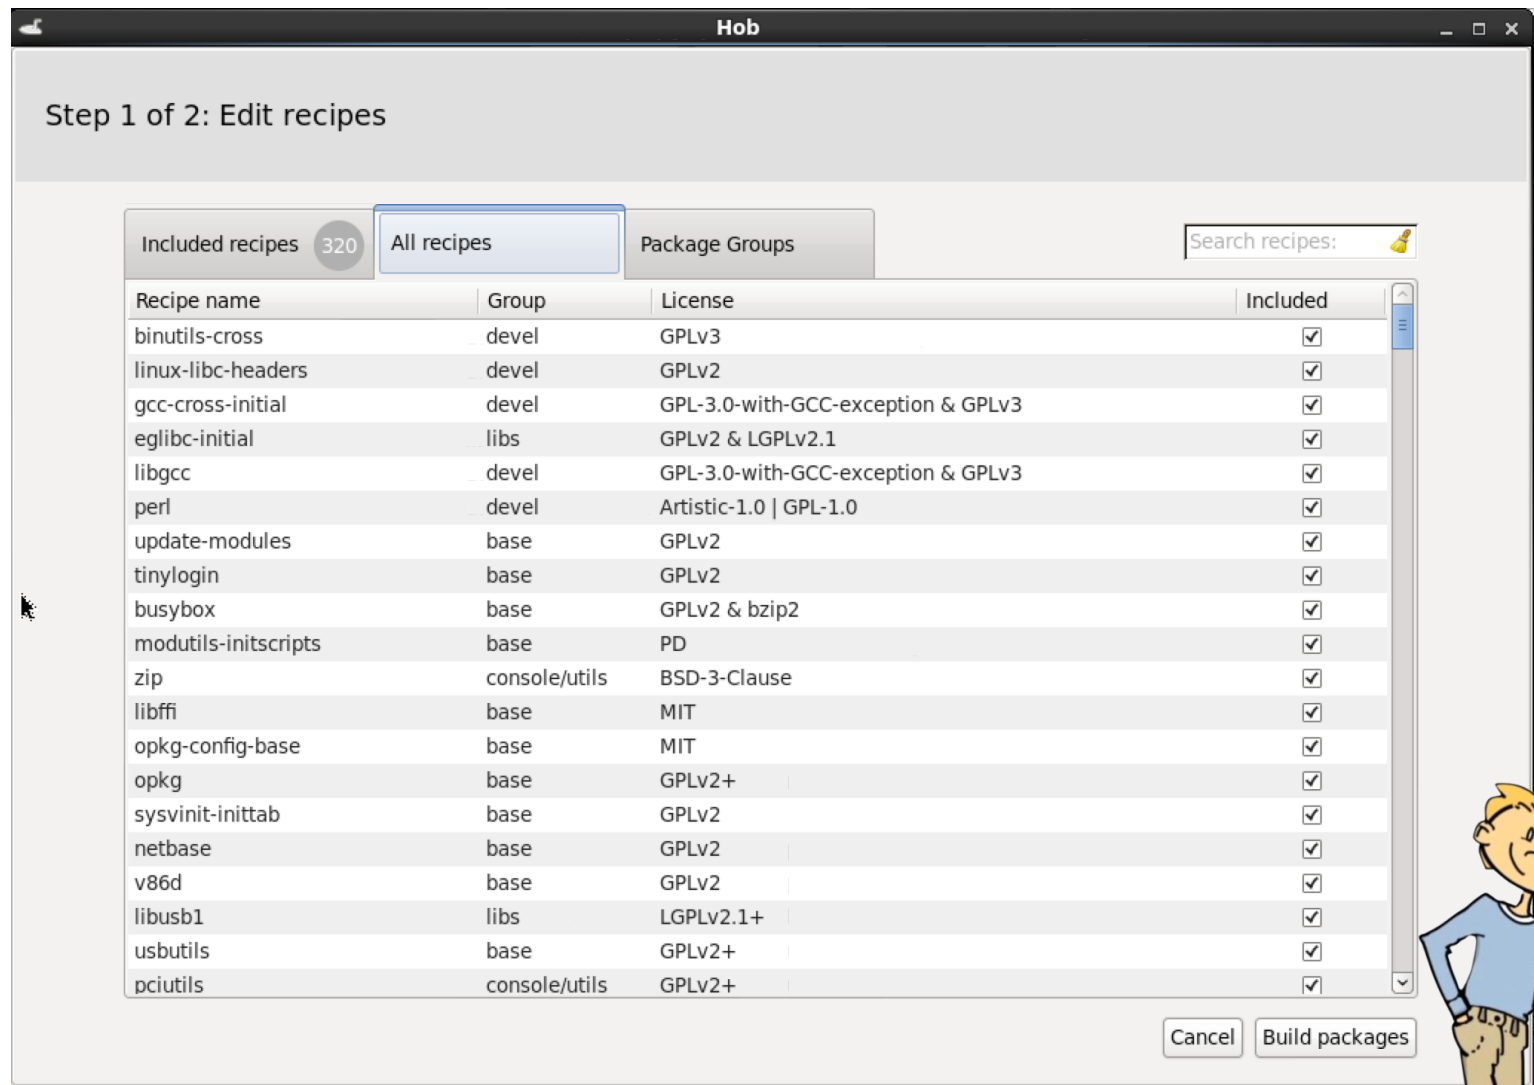 Hob
Step 1 of 2: Edit recipes
Included recipes 320 All recipes Package Groups Search recipes:
Recipe name Group License Included
binutils-cross devel GPLv3
linux-libc-headers devel GPLv2
gcc-cross-initial devel GPL-3.0-with-GCC-exception & GPLv3
eglibc-initial libs GPLv2 & LGPLv2.1
libgcc devel GPL-3.0-with-GCC-exception & GPLv3
perl devel Artistic-1.0 | GPL-1.0
update-modules base GPLv2
tinylogin base GPLv2
busybox base GPLv2 & bzip2
modutils-initscripts base PD
zip console/utils BSD-3-Clause
libffi base MIT
opkg-config-base base MIT
opkg base GPLv2+
sysvinit-inittab base GPLv2
netbase base GPLv2
v86d base GPLv2
libusb1 libs LGPLv2.1+
usbutils base GPLv2+
pciutils console/utils GPLv2+
Cancel Build packages